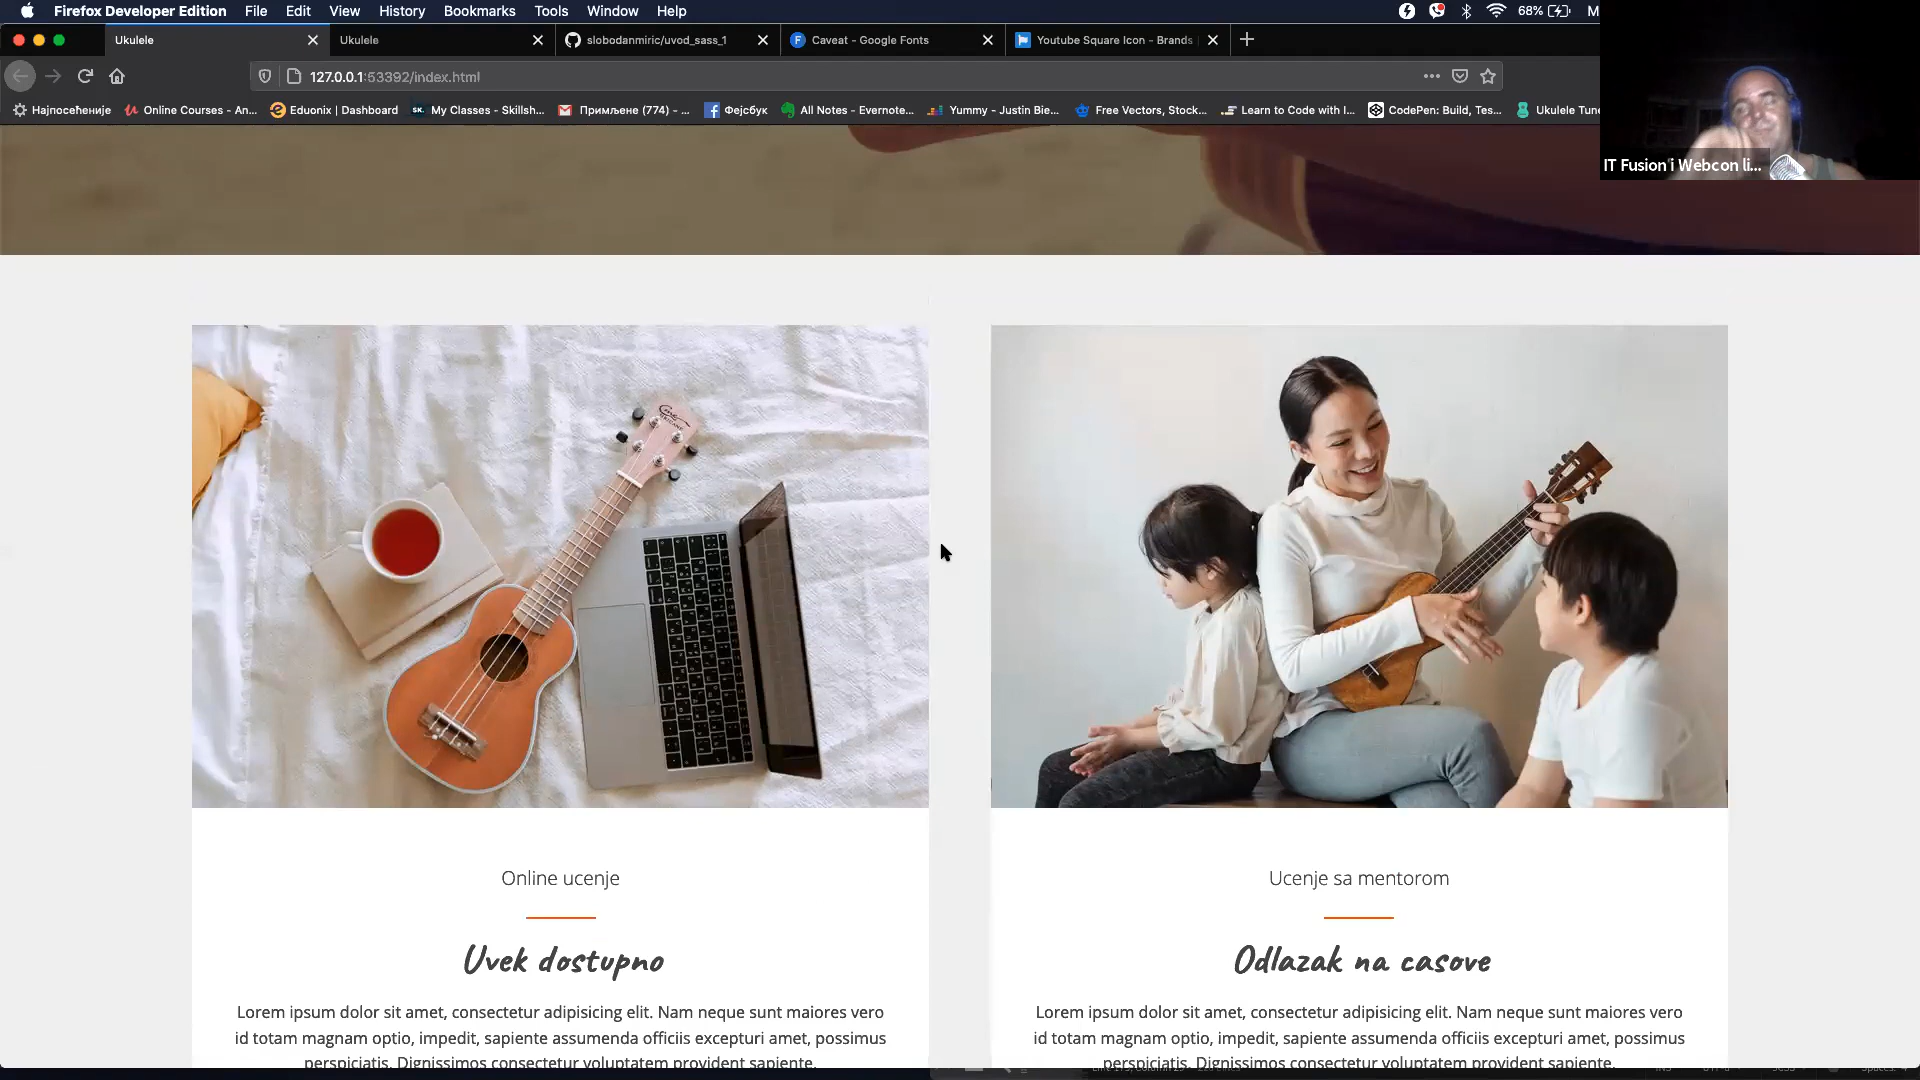 Firefox Developer Edition File Edit View History Bookmarks Tools Window Help 68% M
Ukulele Ukulele slobodanmiric/uvod_sass_1 Caveat - Google Fonts Youtube Square Icon - Brands
127.0.0.1:53392/index.html
Најпосећеније Online Courses - An... Eduonix | Dashboard My Classes - Skillsh... Примљене (774) - ... Фејсбук All Notes - Evernote... Yummy - Justin Bie... Free Vectors, Stock... Learn to Code with I... CodePen: Build, Tes... Ukulele Tune
IT Fusion i Webcon li...
Online ucenje
Uvek dostupno
Lorem ipsum dolor sit amet, consectetur adipisicing elit. Nam neque sunt maiores vero
id totam magnam optio, impedit, sapiente assumenda officiis excepturi amet, possimus
perspiciatis. Dignissimos consectetur voluptatem provident sapiente.
Ucenje sa mentorom
Odlazak na casove
Lorem ipsum dolor sit amet, consectetur adipisicing elit. Nam neque sunt maiores vero
id totam magnam optio, impedit, sapiente assumenda officiis excepturi amet, possimus
perspiciatis. Dignissimos consectetur voluptatem provident sapiente.